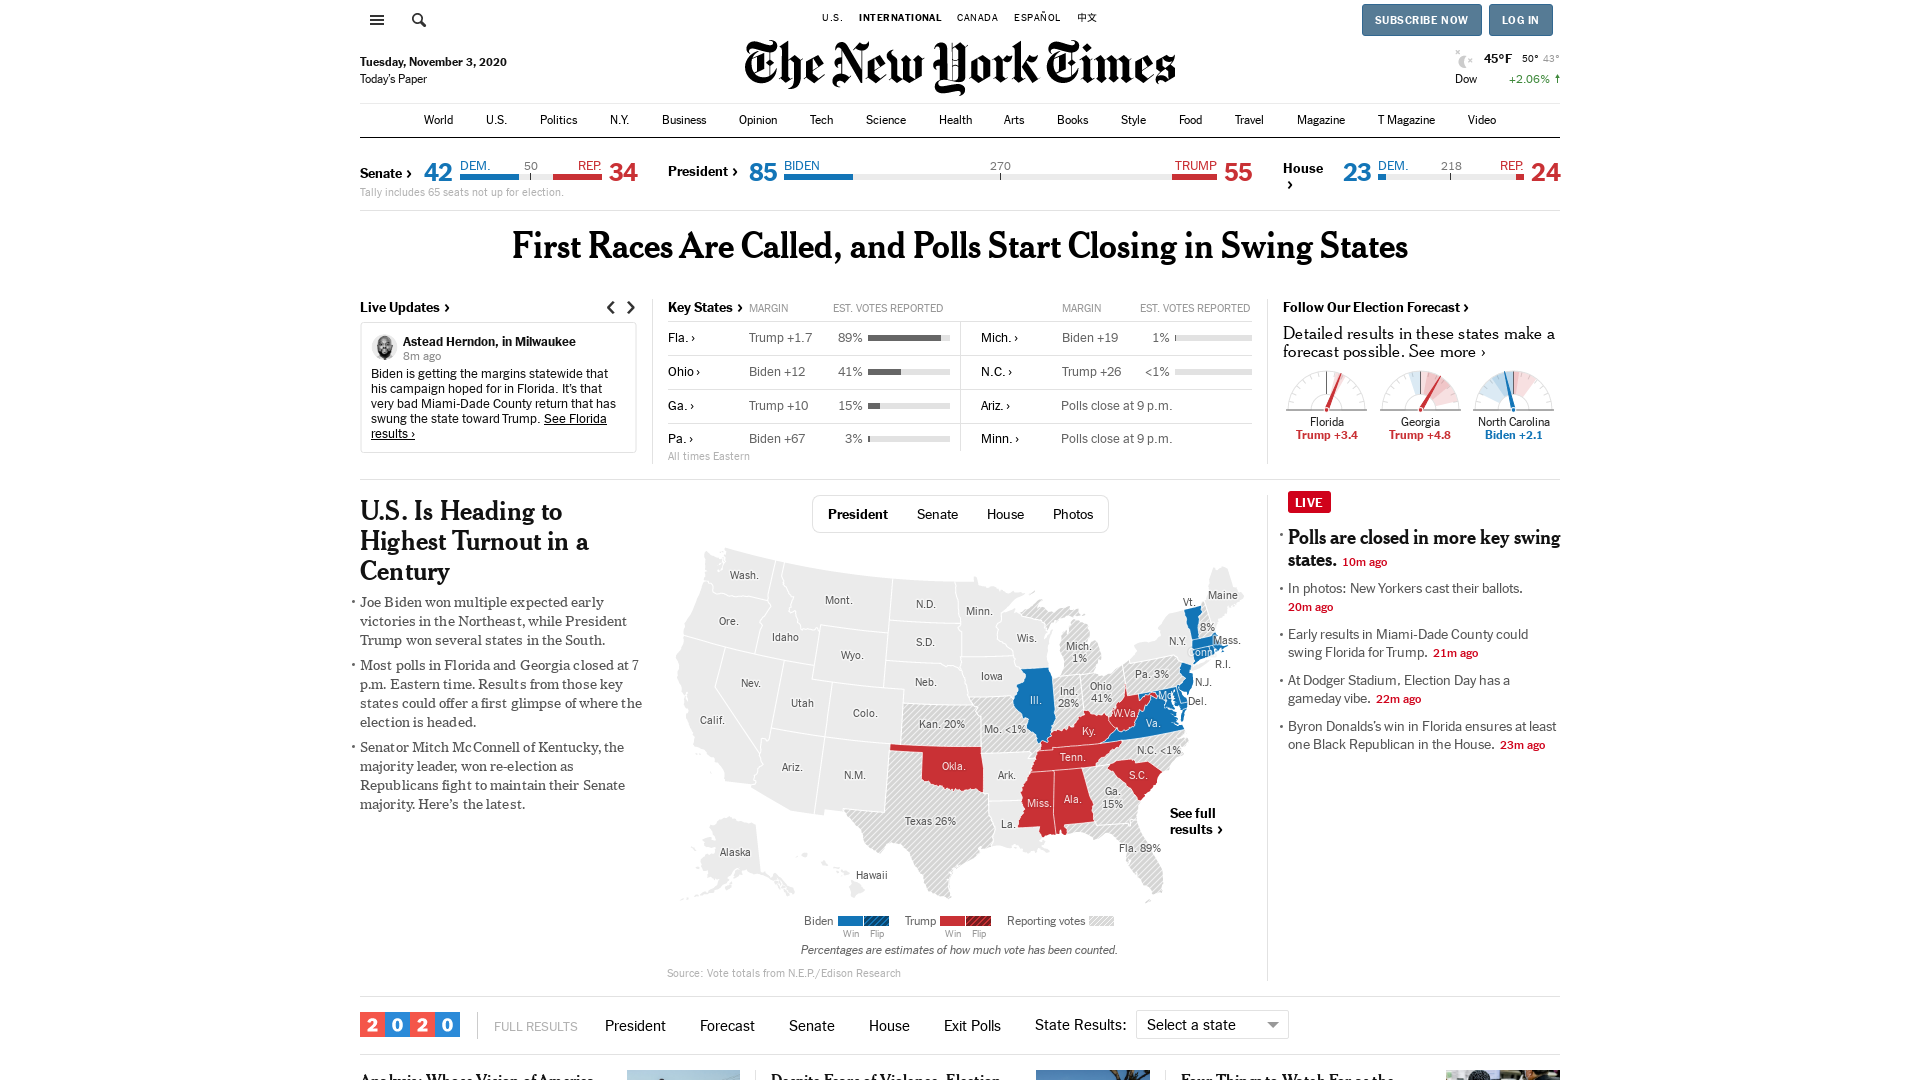 U.S.
INTERNATIONAL
CANADA
ESPAÑOL
中文
SUBSCRIBE NOW
LOG IN
Tuesday, November 3, 2020
Today's Paper
The New York Times
45°F 50° 43°
Dow +2.06% ↑
World
U.S.
Politics
N.Y.
Business
Opinion
Tech
Science
Health
Arts
Books
Style
Food
Travel
Magazine
T Magazine
Video
Senate ›
42 DEM. 50 REP. 34
Tally includes 65 seats not up for election.
President ›
85 BIDEN 270 TRUMP 55
House ›
23 DEM. 218 REP. 24
First Races Are Called, and Polls Start Closing in Swing States
Live Updates ›
Astead Herndon, in Milwaukee
8m ago
Biden is getting the margins statewide that
his campaign hoped for in Florida. It's that
very bad Miami-Dade County return that has
swung the state toward Trump. See Florida
results ›
Key States › MARGIN EST. VOTES REPORTED
Fla. › Trump +1.7 89%
Ohio › Biden +12 41%
Ga. › Trump +10 15%
Pa. › Biden +67 3%
All times Eastern
MARGIN EST. VOTES REPORTED
Mich. › Biden +19 1%
N.C. › Trump +26 <1%
Ariz. › Polls close at 9 p.m.
Minn. › Polls close at 9 p.m.
Follow Our Election Forecast ›
Detailed results in these states make a
forecast possible. See more ›
Florida
Trump +3.4
Georgia
Trump +4.8
North Carolina
Biden +2.1
U.S. Is Heading to
Highest Turnout in a
Century
• Joe Biden won multiple expected early
victories in the Northeast, while President
Trump won several states in the South.
• Most polls in Florida and Georgia closed at 7
p.m. Eastern time. Results from those key
states could offer a first glimpse of where the
election is headed.
• Senator Mitch McConnell of Kentucky, the
majority leader, won re-election as
Republicans fight to maintain their Senate
majority. Here's the latest.
President
Senate
House
Photos
Wash.
Mont.
N.D.
Minn.
Vt.
Maine
Ore.
Idaho
S.D.
Wis.
8%
Mass.
N.Y.
Mich.
1%
Conn.
R.I.
Wyo.
Iowa
Pa. 3%
Nev.
Neb.
Ind.
28%
Ohio
41%
N.J.
Utah
Ill.
Md.
Del.
Calif.
Colo.
W.Va.
Kan. 20%
Mo. <1%
Ky.
Va.
N.C. <1%
Ariz.
N.M.
Okla.
Ark.
Tenn.
S.C.
Miss.
Ala.
Ga.
15%
Texas 26%
La.
Fla. 89%
Alaska
Hawaii
See full
results ›
Biden
Win
Flip
Trump
Win
Flip
Reporting votes
Percentages are estimates of how much vote has been counted.
Source: Vote totals from N.E.P./Edison Research
LIVE
• Polls are closed in more key swing
states. 10m ago
• In photos: New Yorkers cast their ballots.
20m ago
• Early results in Miami-Dade County could
swing Florida for Trump. 21m ago
• At Dodger Stadium, Election Day has a
gameday vibe. 22m ago
• Byron Donalds's win in Florida ensures at least
one Black Republican in the House. 23m ago
2020
FULL RESULTS
President
Forecast
Senate
House
Exit Polls
State Results:
Select a state
Analysis: Whose Vision of America
Despite Fears of Violence, Election
Four Things to Watch For as the